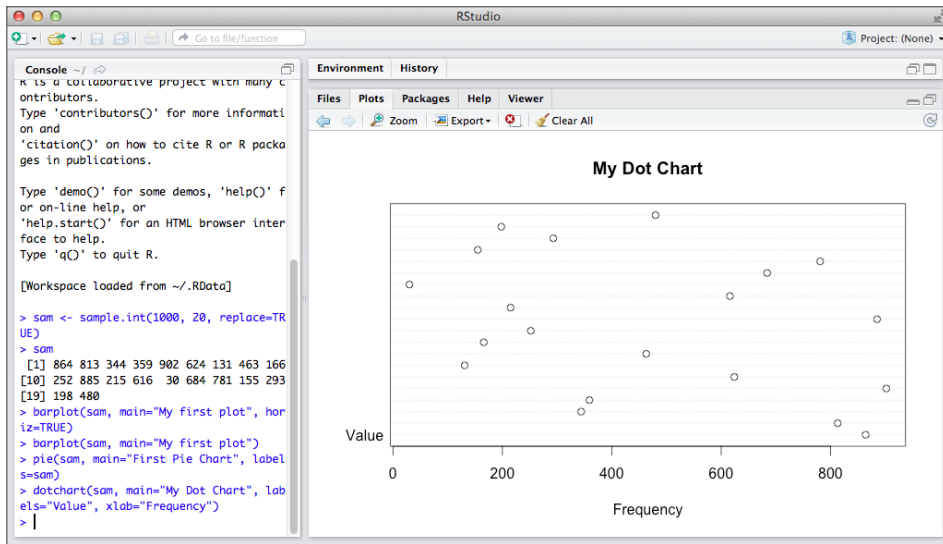 RStudio
Go to file/function
Project: (None)
Console ~/
R is a collaborative project with many c
ontributors.
Type 'contributors()' for more informati
on and
'citation()' on how to cite R or R packa
ges in publications.
Type 'demo()' for some demos, 'help()' f
or on-line help, or
'help.start()' for an HTML browser inter
face to help.
Type 'q()' to quit R.
[Workspace loaded from ~/.RData]
> sam <- sample.int(1000, 20, replace=TR
UE)
> sam
[1] 864 813 344 359 902 624 131 463 166
[10] 252 885 215 616 30 684 781 155 293
[19] 198 480
> barplot(sam, main="My first plot", hor
iz=TRUE)
> barplot(sam, main="My first plot")
> pie(sam, main="First Pie Chart", label
s=sam)
> dotchart(sam, main="My Dot Chart", lab
els="Value", xlab="Frequency")
>
Environment History
Files Plots Packages Help Viewer
Zoom Export Clear All
My Dot Chart
Value
0 200 400 600 800
Frequency